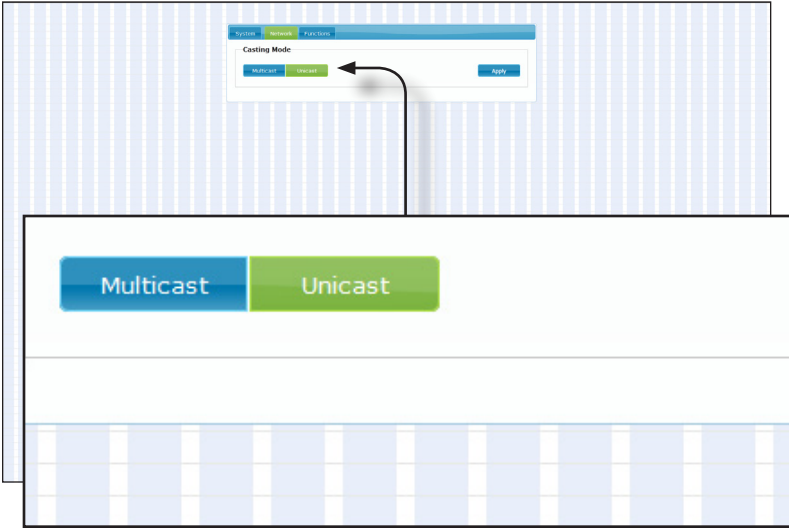 System Network Functions
Casting Mode
Multicast Unicast Apply
Multicast Unicast